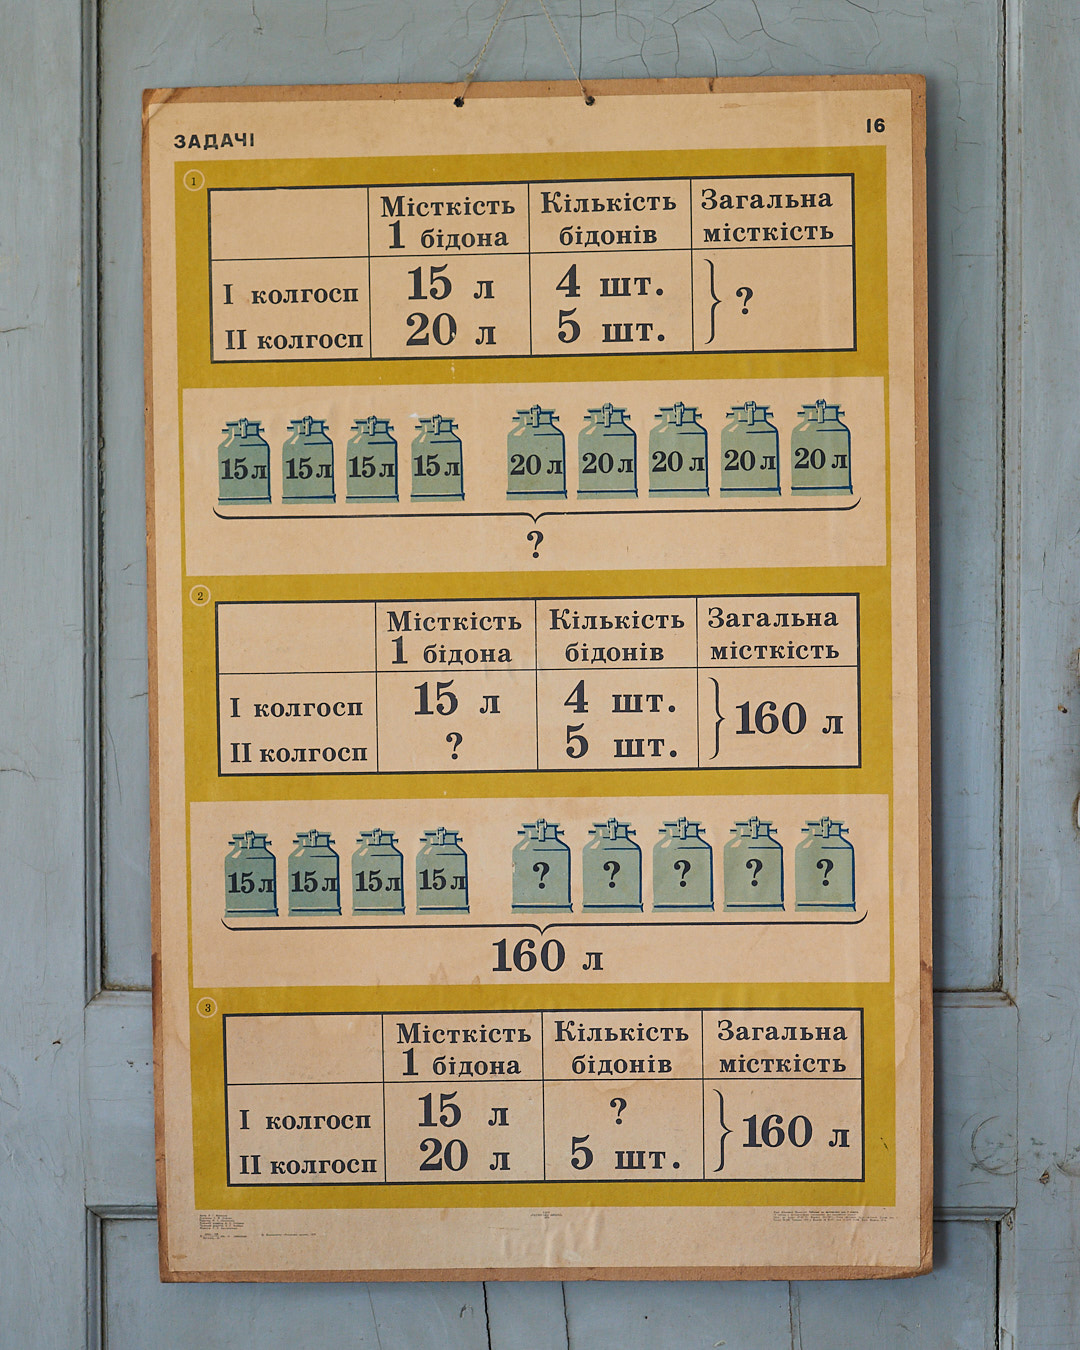 ЗАДАЧІ
16
1
Місткість Кількість Загальна
1 бідона бідонів місткість
I колгосп 15 л 4 шт.
?
II колгосп 20 л 5 шт.
15 л 15 л 15 л 15 л 20 л 20 л 20 л 20 л 20 л
?
2
Місткість Кількість Загальна
1 бідона бідонів місткість
I колгосп 15 л 4 шт.
160 л
II колгосп ? 5 шт.
15 л 15 л 15 л 15 л ? ? ? ? ?
160 л
3
Місткість Кількість Загальна
1 бідона бідонів місткість
I колгосп 15 л ?
160 л
II колгосп 20 л 5 шт.